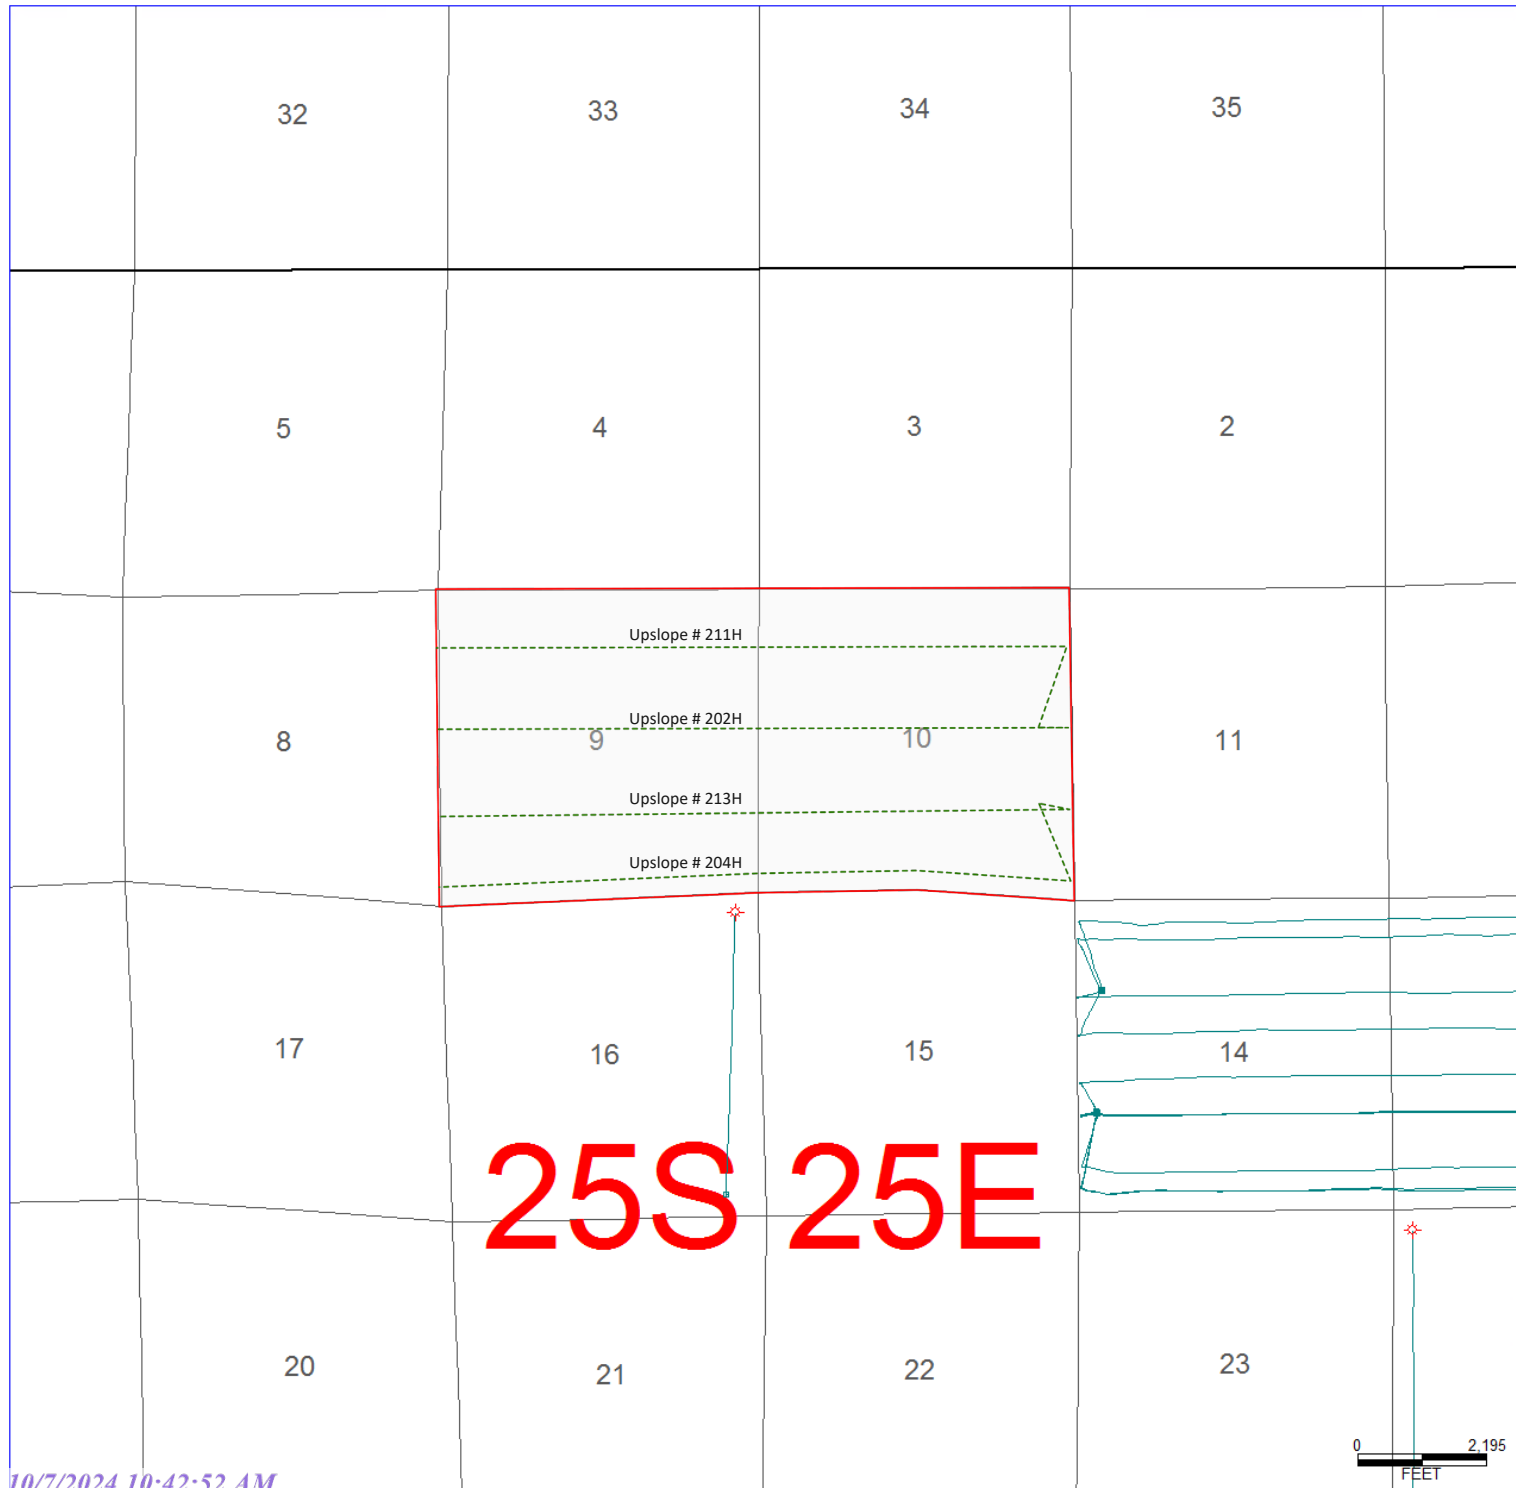 32 33 34 35
5 4 3 2
Upslope # 211H
Upslope # 202H
8 9 10 11
Upslope # 213H
Upslope # 204H
17 16 15 14
25S 25E
20 21 22 23
0 2,195
FEET
10/7/2024 10:42:52 AM